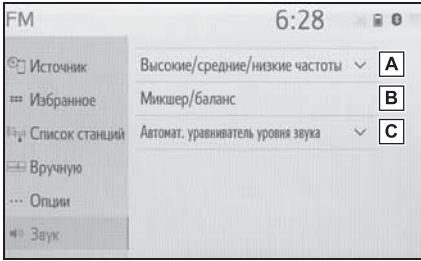 FM 6:28
Источник
Избранное
Список станций
Вручную
Опции
Звук
Высокие/средние/низкие частоты A
Микшер/баланс B
Автомат. уравниватель уровня звука C